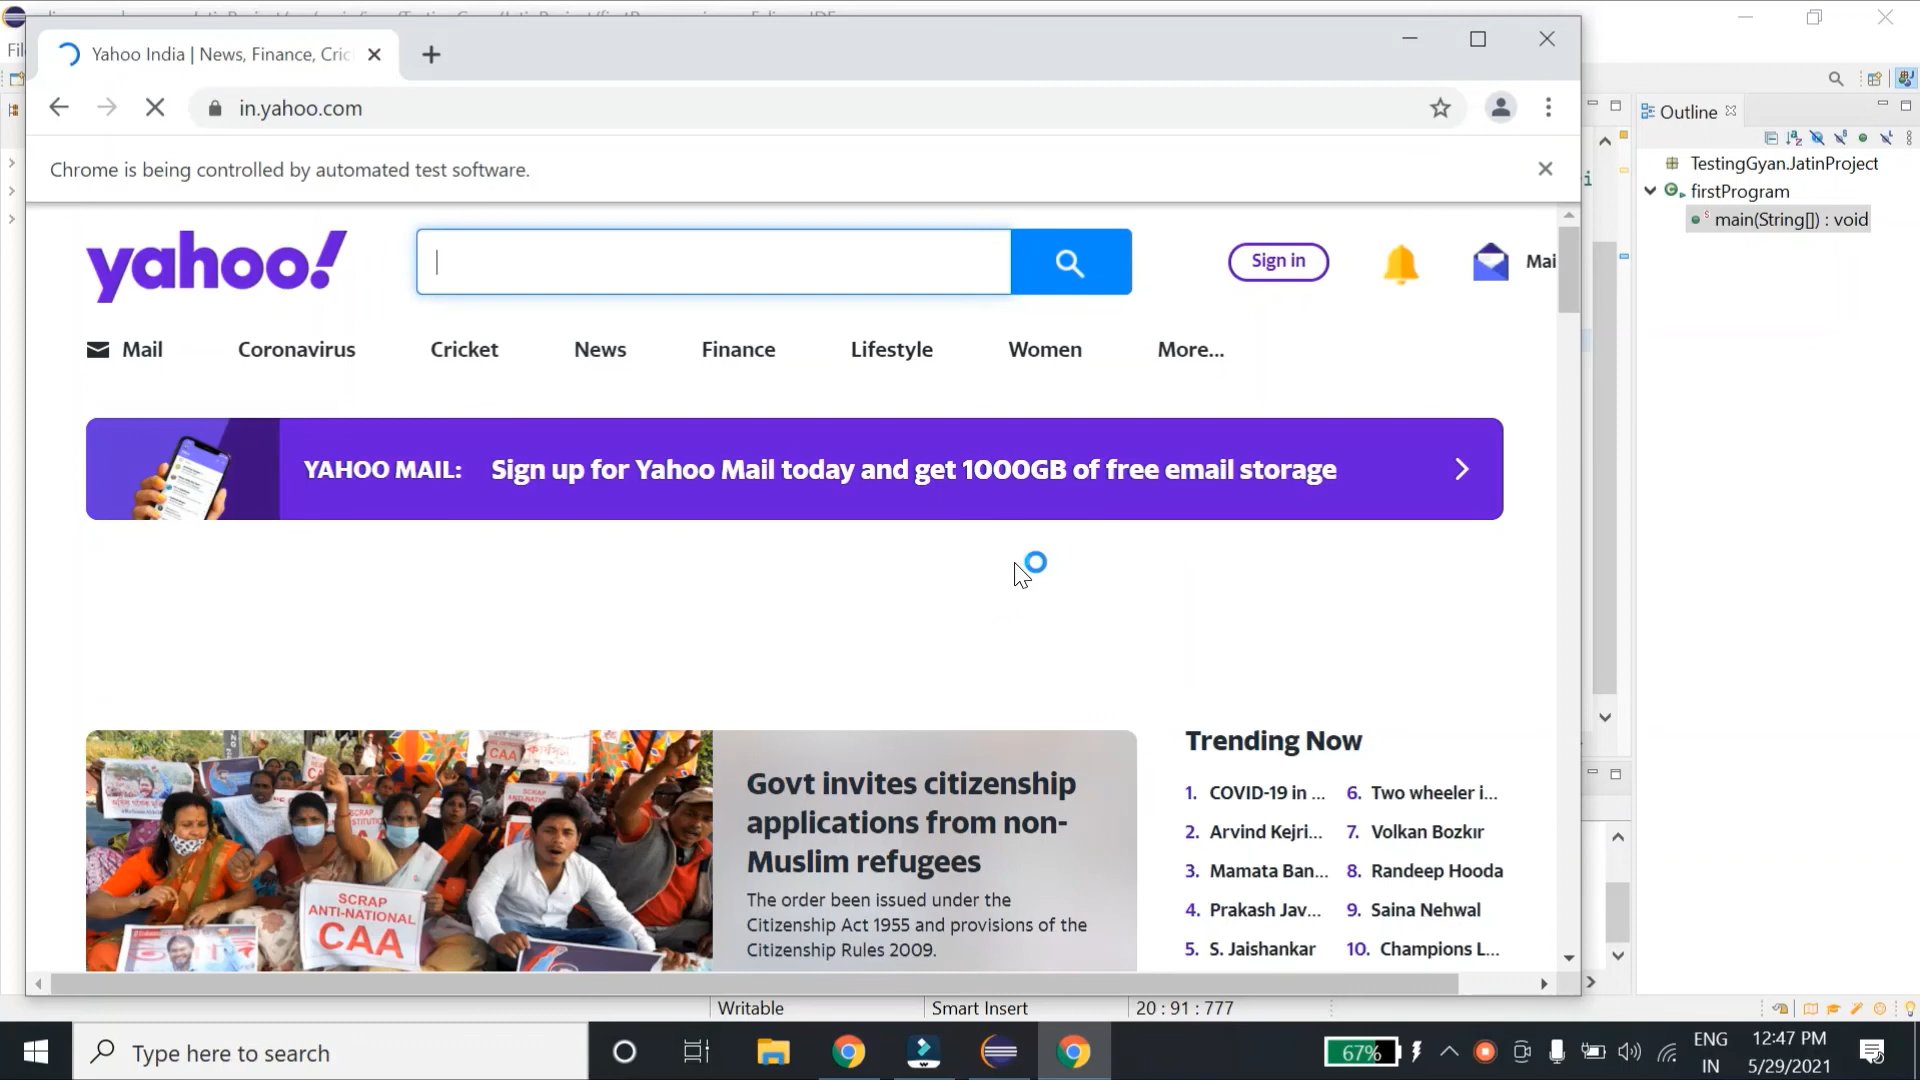 Yahoo India | News, Finance, Cric
in.yahoo.com
Chrome is being controlled by automated test software.
yahoo!
Sign in
Mai
Mail
Coronavirus
Cricket
News
Finance
Lifestyle
Women
More...
YAHOO MAIL: Sign up for Yahoo Mail today and get 1000GB of free email storage
SCRAP
ANTI-NATIONAL
CAA
Govt invites citizenship
applications from non-
Muslim refugees
The order been issued under the
Citizenship Act 1955 and provisions of the
Citizenship Rules 2009.
Trending Now
1. COVID-19 in ...
2. Arvind Kejri...
3. Mamata Ban...
4. Prakash Jav...
5. S. Jaishankar
6. Two wheeler i...
7. Volkan Bozkır
8. Randeep Hooda
9. Saina Nehwal
10. Champions L...
Outline
TestingGyan.JatinProject
firstProgram
main(String[]) : void
Writable
Smart Insert
20 : 91 : 777
Type here to search
67%
ENG
IN
12:47 PM
5/29/2021